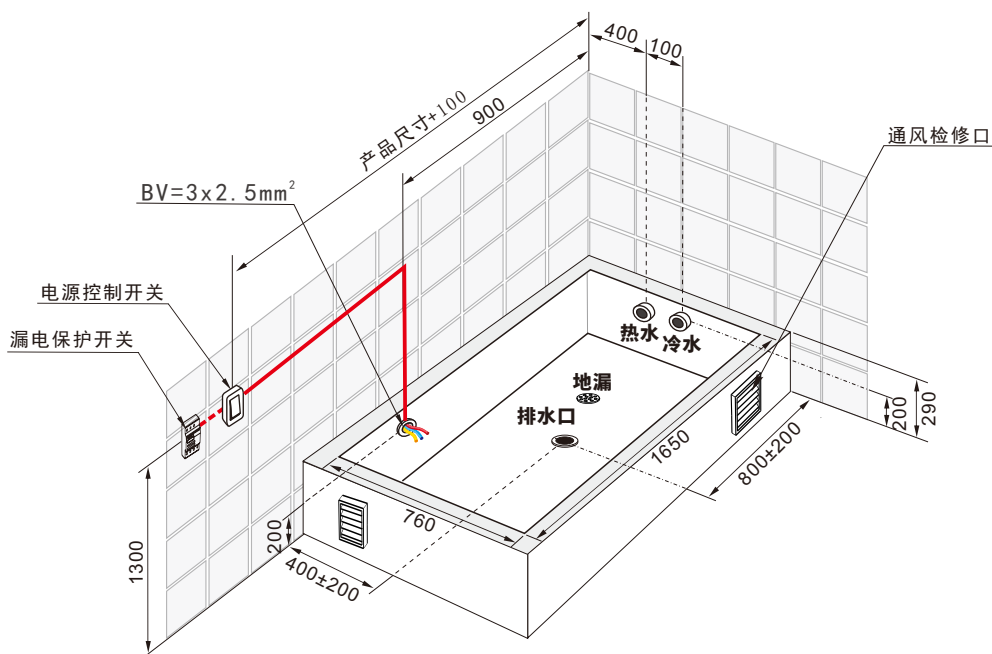 400
100
产品尺寸+100
900
通风检修口
BV=3x2.5mm²
电源控制开关
漏电保护开关
热水
冷水
地漏
排水口
1650
800±200
200
290
760
200
400±200
1300